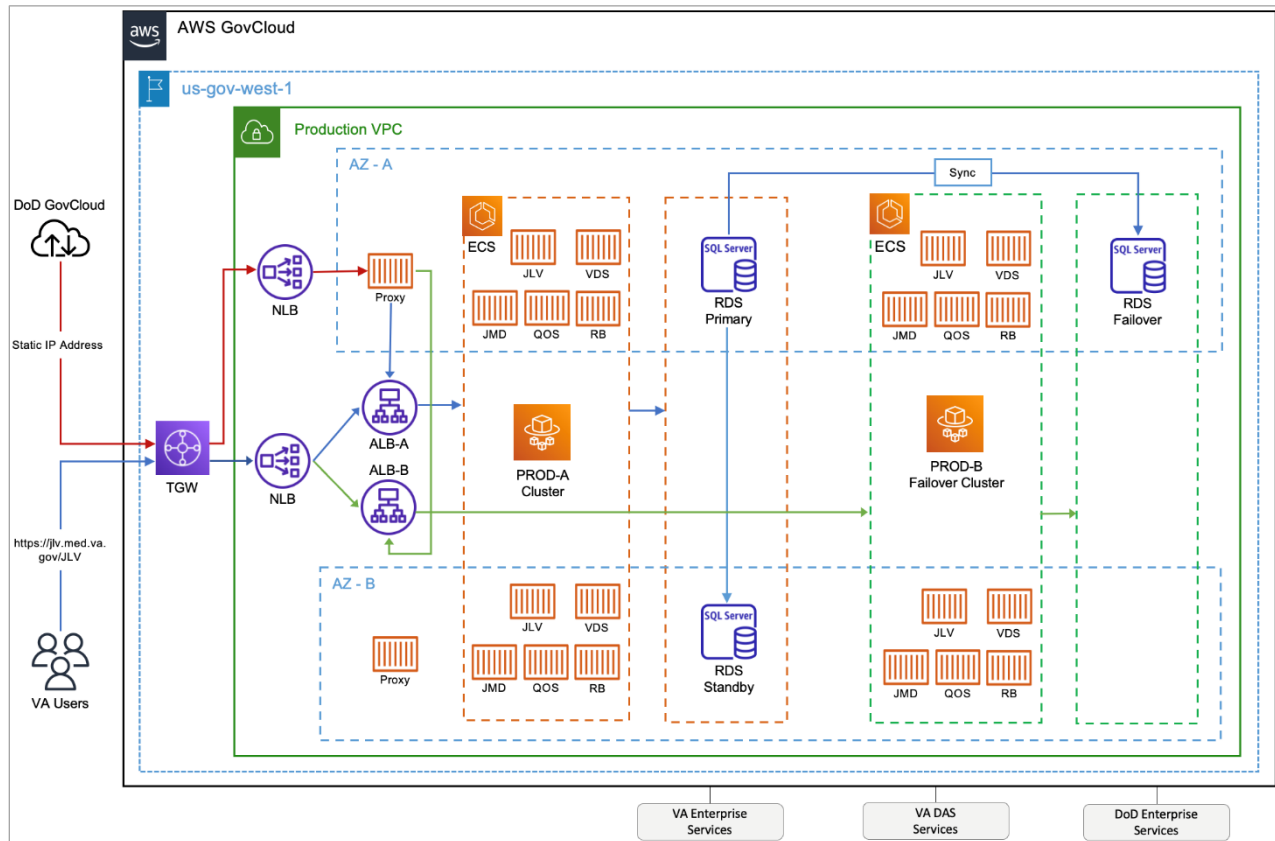 aws
AWS GovCloud
us-gov-west-1
Production VPC
AZ - A
Sync
DoD GovCloud
ECS
JLV
VDS
SQL Server
ECS
JLV
VDS
SQL Server
NLB
Proxy
RDS
Primary
RDS
Failover
JMD
QOS
RB
JMD
QOS
RB
Static IP Address
ALB-A
ALB-B
PROD-A
Cluster
PROD-B
Failover Cluster
TGW
NLB
https://jlv.med.va.
gov/JLV
AZ - B
JLV
VDS
SQL Server
JLV
VDS
Proxy
JMD
QOS
RB
RDS
Standby
JMD
QOS
RB
VA Users
VA Enterprise
Services
VA DAS
Services
DoD Enterprise
Services